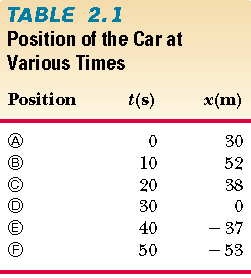 TABLE 2.1
Position of the Car at
Various Times
Position t(s) x(m)
Ⓐ 0 30
Ⓑ 10 52
Ⓒ 20 38
Ⓓ 30 0
Ⓔ 40 − 37
Ⓕ 50 − 53